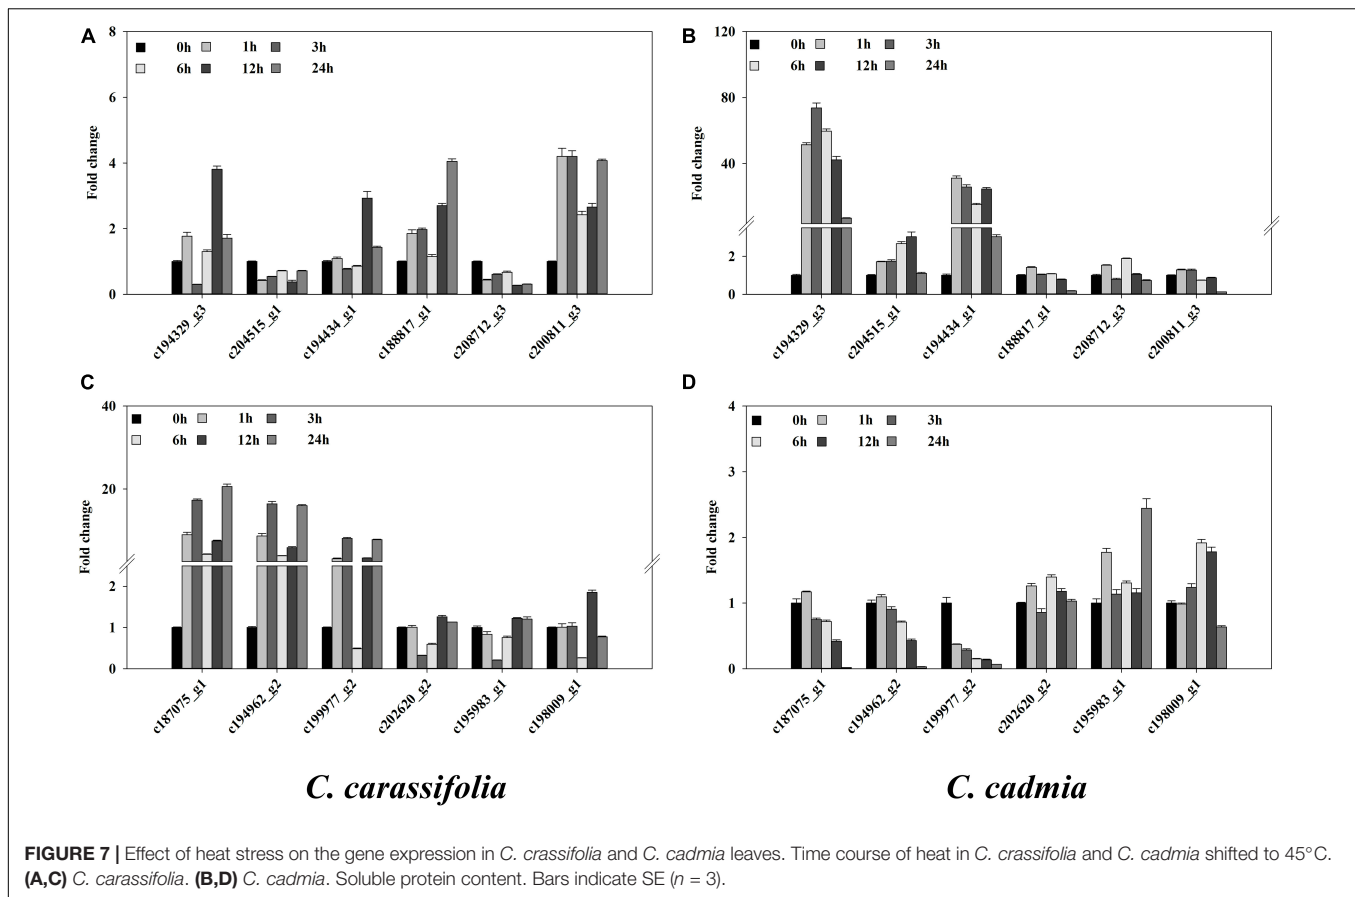 A
8
6
4
2
0
Fold change
0h 1h 3h
6h 12h 24h
c194329_g3
c204515_g1
c194434_g1
c188817_g1
c208712_g3
c200811_g3
B
120
80
40
2
0
Fold change
0h 1h 3h
6h 12h 24h
c194329_g3
c204515_g1
c194434_g1
c188817_g1
c208712_g3
c200811_g3
C
40
20
2
1
0
Fold change
0h 1h 3h
6h 12h 24h
c187075_g1
c194962_g2
c199977_g2
c202620_g2
c195983_g1
c198009_g1
D
4
3
2
1
0
Fold change
0h 1h 3h
6h 12h 24h
c187075_g1
c194962_g2
c199977_g2
c202620_g2
c195983_g1
c198009_g1
C. carassifolia
C. cadmia
FIGURE 7 | Effect of heat stress on the gene expression in C. crassifolia and C. cadmia leaves. Time course of heat in C. crassifolia and C. cadmia shifted to 45°C.
(A,C) C. carassifolia. (B,D) C. cadmia. Soluble protein content. Bars indicate SE (n = 3).